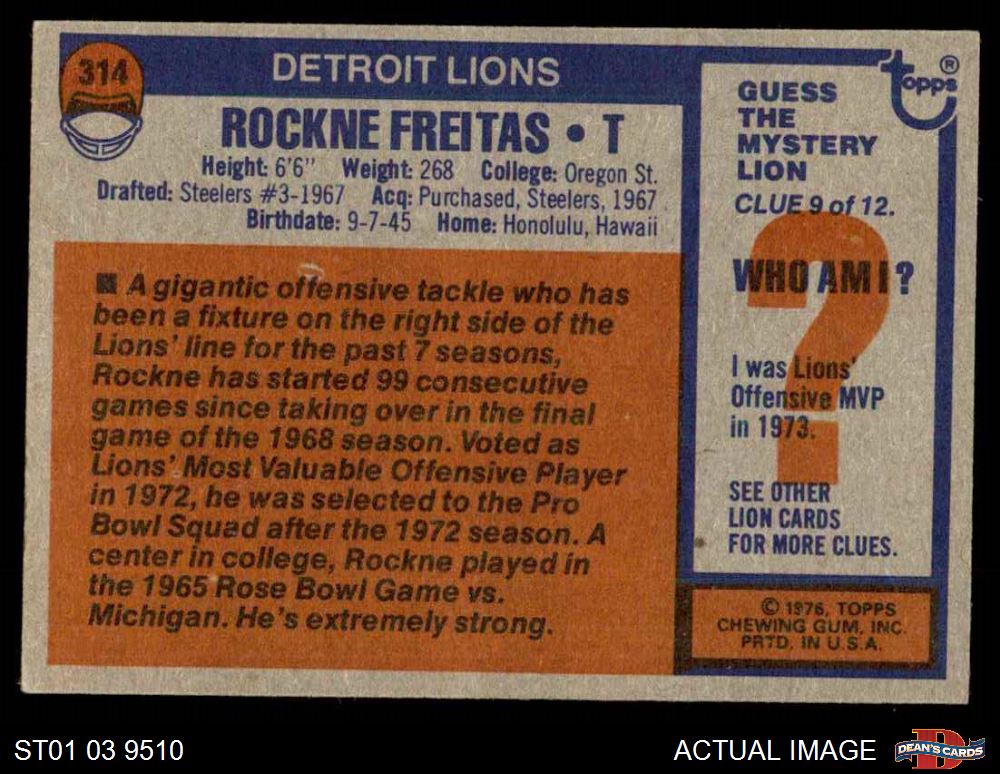 314
DETROIT LIONS
ROCKNE FREITAS • T
Height: 6'6" Weight: 268 College: Oregon St.
Drafted: Steelers #3-1967 Acq: Purchased, Steelers, 1967
Birthdate: 9-7-45 Home: Honolulu, Hawaii
■ A gigantic offensive tackle who has
been a fixture on the right side of the
Lions' line for the past 7 seasons,
Rockne has started 99 consecutive
games since taking over in the final
game of the 1968 season. Voted as
Lions' Most Valuable Offensive Player
in 1972, he was selected to the Pro
Bowl Squad after the 1972 season. A
center in college, Rockne played in
the 1965 Rose Bowl Game vs.
Michigan. He's extremely strong.
topps®
GUESS
THE
MYSTERY
LION
CLUE 9 of 12.
?
WHO AM I?
I was Lions'
Offensive MVP
in 1973.
SEE OTHER
LION CARDS
FOR MORE CLUES.
© 1976, TOPPS
CHEWING GUM, INC.
PRTD. IN U.S.A.
ST01 03 9510
ACTUAL IMAGE
D
DEAN'S CARDS